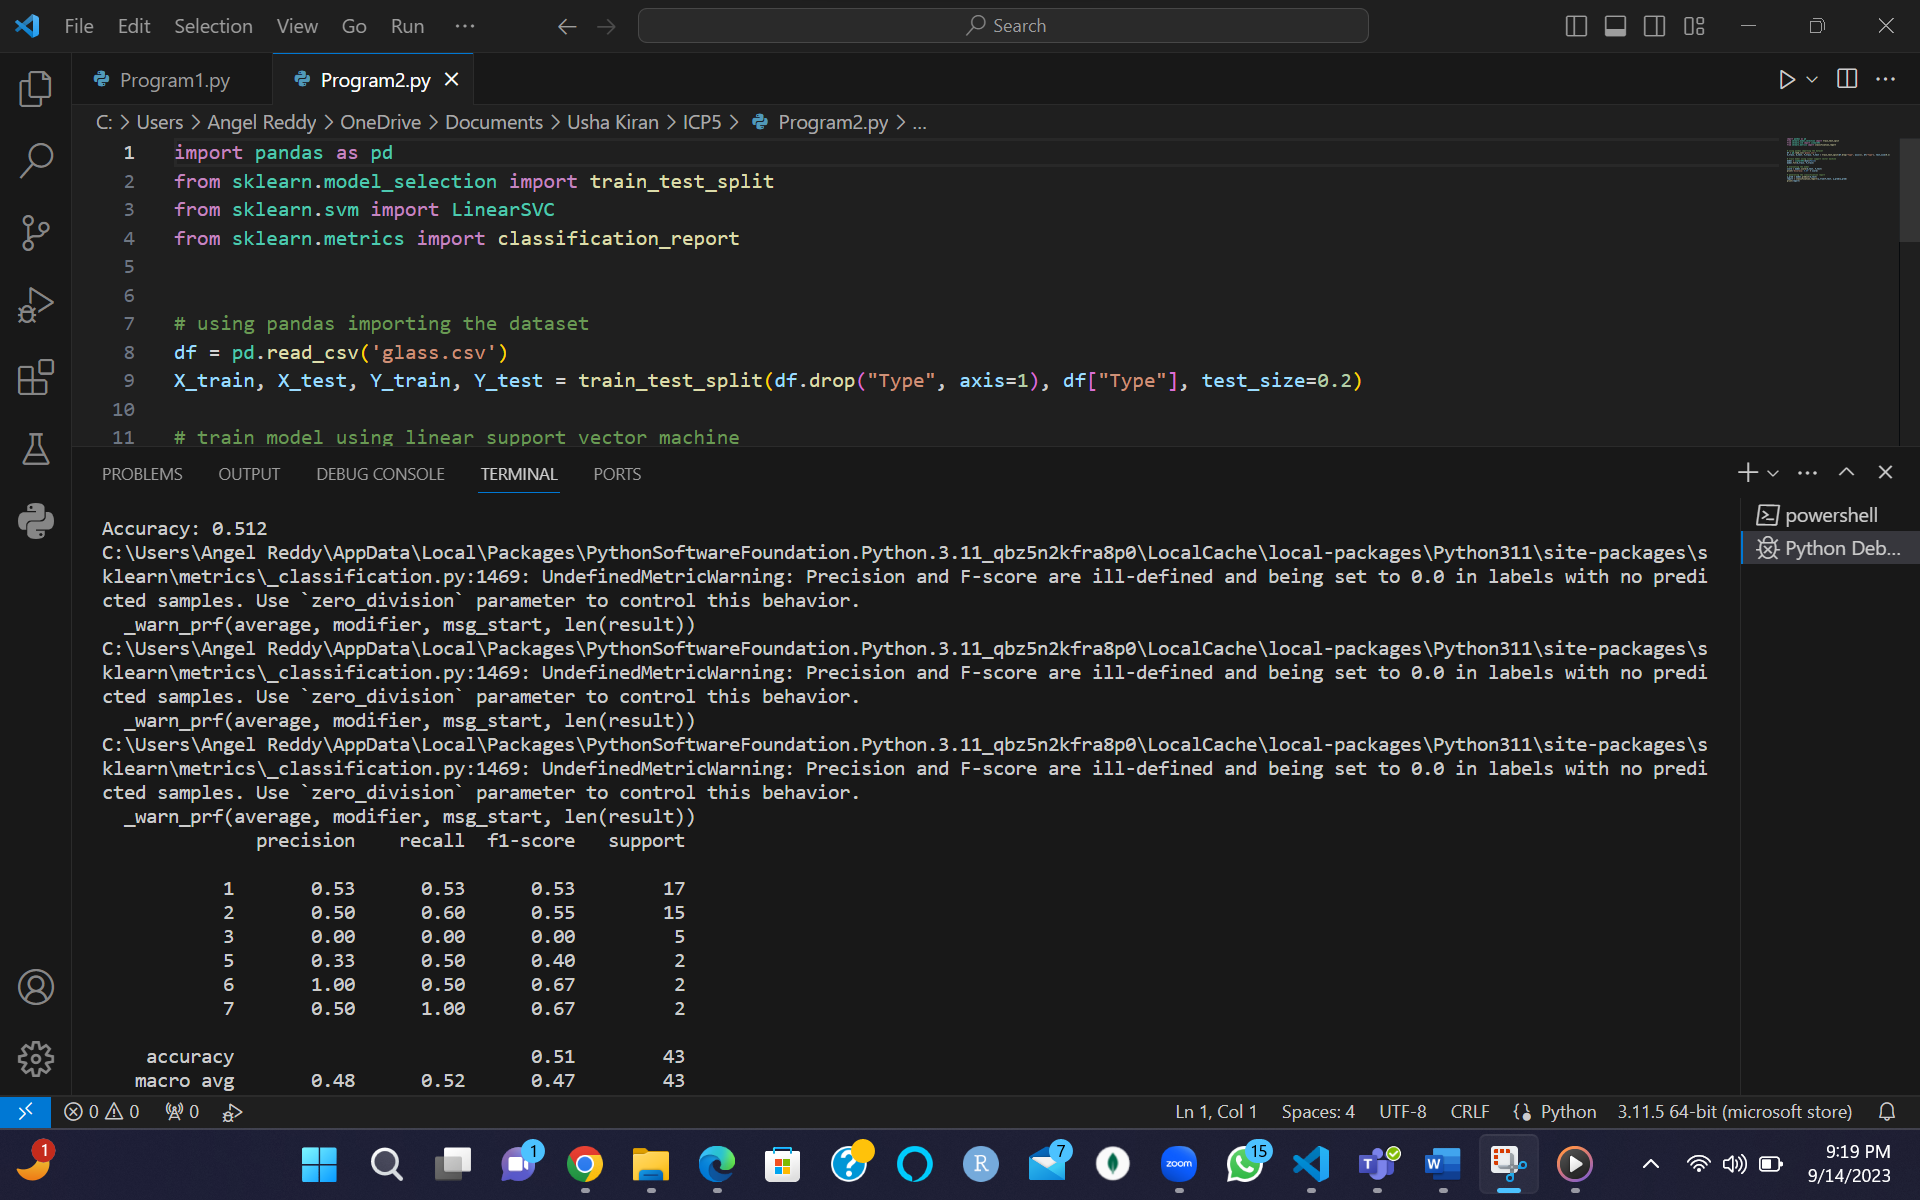 File Edit Selection View Go Run ··· Search
Program1.py Program2.py
C: > Users > Angel Reddy > OneDrive > Documents > Usha Kiran > ICP5 > Program2.py > ...
1 import pandas as pd
2 from sklearn.model_selection import train_test_split
3 from sklearn.svm import LinearSVC
4 from sklearn.metrics import classification_report
5
6
7 # using pandas importing the dataset
8 df = pd.read_csv('glass.csv')
9 X_train, X_test, Y_train, Y_test = train_test_split(df.drop("Type", axis=1), df["Type"], test_size=0.2)
10
11 # train model using linear support vector machine
PROBLEMS OUTPUT DEBUG CONSOLE TERMINAL PORTS
powershell
Python Deb...
Accuracy: 0.512
C:\Users\Angel Reddy\AppData\Local\Packages\PythonSoftwareFoundation.Python.3.11_qbz5n2kfra8p0\LocalCache\local-packages\Python311\site-packages\s
klearn\metrics\_classification.py:1469: UndefinedMetricWarning: Precision and F-score are ill-defined and being set to 0.0 in labels with no predi
cted samples. Use `zero_division` parameter to control this behavior.
_warn_prf(average, modifier, msg_start, len(result))
C:\Users\Angel Reddy\AppData\Local\Packages\PythonSoftwareFoundation.Python.3.11_qbz5n2kfra8p0\LocalCache\local-packages\Python311\site-packages\s
klearn\metrics\_classification.py:1469: UndefinedMetricWarning: Precision and F-score are ill-defined and being set to 0.0 in labels with no predi
cted samples. Use `zero_division` parameter to control this behavior.
_warn_prf(average, modifier, msg_start, len(result))
C:\Users\Angel Reddy\AppData\Local\Packages\PythonSoftwareFoundation.Python.3.11_qbz5n2kfra8p0\LocalCache\local-packages\Python311\site-packages\s
klearn\metrics\_classification.py:1469: UndefinedMetricWarning: Precision and F-score are ill-defined and being set to 0.0 in labels with no predi
cted samples. Use `zero_division` parameter to control this behavior.
_warn_prf(average, modifier, msg_start, len(result))
precision recall f1-score support
1 0.53 0.53 0.53 17
2 0.50 0.60 0.55 15
3 0.00 0.00 0.00 5
5 0.33 0.50 0.40 2
6 1.00 0.50 0.67 2
7 0.50 1.00 0.67 2
accuracy 0.51 43
macro avg 0.48 0.52 0.47 43
0 0 0 Ln 1, Col 1 Spaces: 4 UTF-8 CRLF Python 3.11.5 64-bit (microsoft store)
1 1 R 7 zoom 15 T W 9:19 PM
9/14/2023